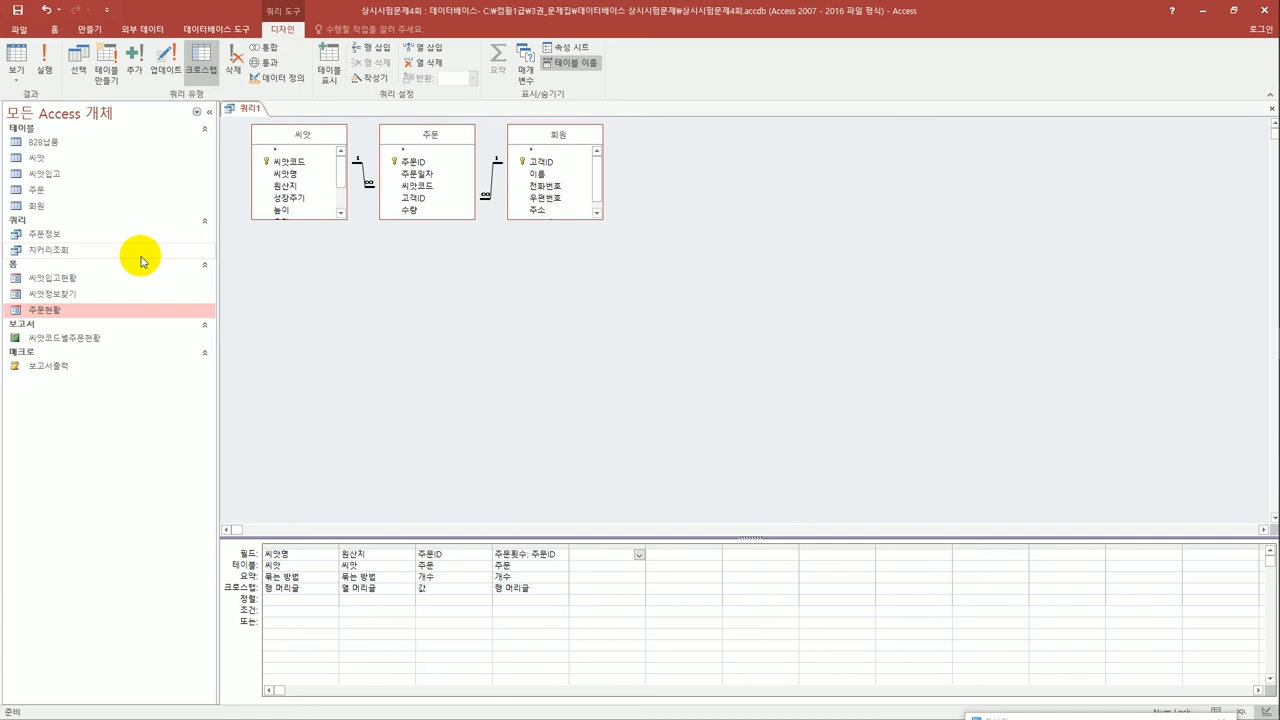 쿼리 도구
상시시험문제4회 : 데이터베이스- C:₩컴활1급₩3권_문제집₩데이터베이스 상시시험문제₩상시시험문제4회.accdb (Access 2007 - 2016 파일 형식) - Access
파일 홈 만들기 외부 데이터 데이터베이스 도구 디자인 수행할 작업을 알려 주세요. 로그인
보기 실행 선택 테이블 만들기 추가 업데이트 크로스탭 삭제
통합
통과
데이터 정의
테이블 표시
행 삽입
행 삭제
작성기
열 삽입
열 삭제
반환:
요약 매개 변수
속성 시트
테이블 이름
결과 쿼리 유형 쿼리 설정 표시/숨기기
모든 Access 개체 «
테이블
B2B납품
씨앗
씨앗입고
주문
회원
쿼리
주문정보
치커리조회
폼
씨앗입고현황
씨앗정보찾기
주문현황
보고서
씨앗코드별주문현황
매크로
보고서출력
쿼리1
씨앗
*
씨앗코드
씨앗명
원산지
성장주기
높이
1
∞
주문
*
주문ID
주문일자
씨앗코드
고객ID
수량
1
∞
회원
*
고객ID
이름
전화번호
우편번호
주소
필드: 씨앗명 원산지 주문ID 주문횟수: 주문ID
테이블: 씨앗 씨앗 주문 주문
요약: 묶는 방법 묶는 방법 개수 개수
크로스탭: 행 머리글 열 머리글 값 행 머리글
정렬:
조건:
또는:
준비
Num Lock
SQL